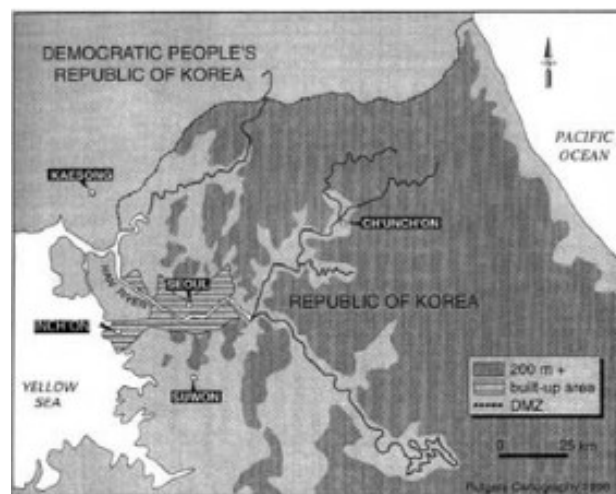 DEMOCRATIC PEOPLE'S
REPUBLIC OF KOREA
N
PACIFIC
OCEAN
KAESONG
CH'UNCH'ON
HAN RIVER
SEOUL
REPUBLIC OF KOREA
INCH'ON
YELLOW
SEA
SUWON
200 m +
built-up area
DMZ
0 25 km
Rutgers Cartography/1996